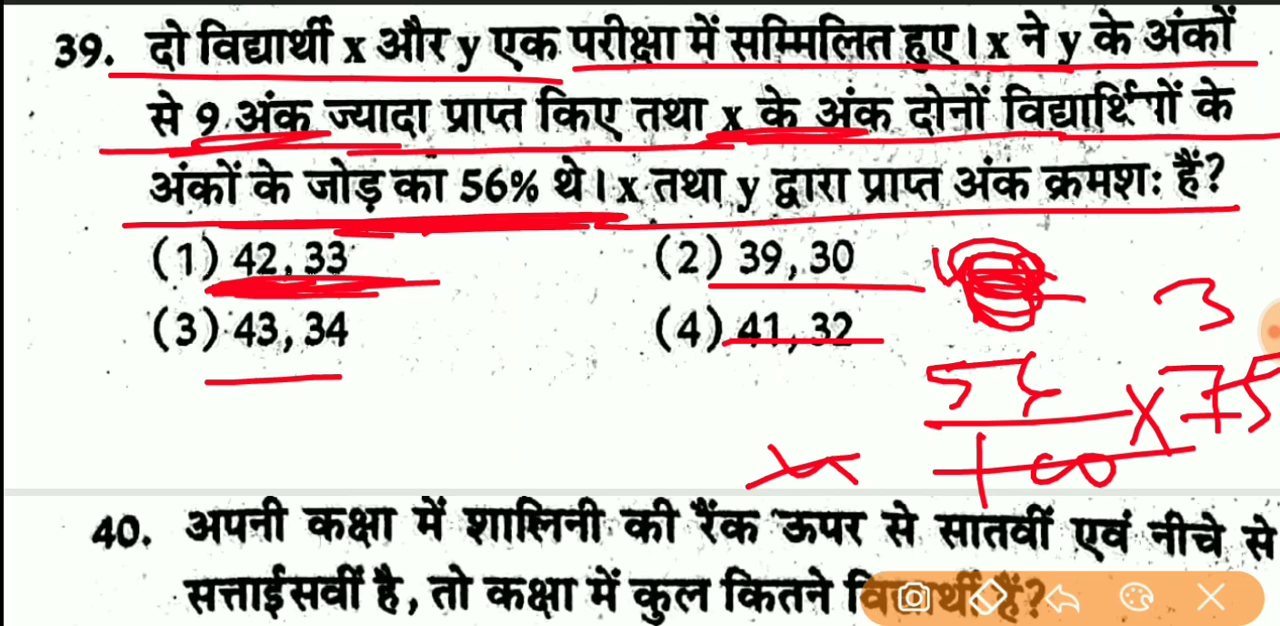 39. दो विद्यार्थी x और y एक परीक्षा में सम्मिलित हुए। x ने y के अंकों
से 9 अंक ज्यादा प्राप्त किए तथा x के अंक दोनों विद्यार्थियों के
अंकों के जोड़ का 56% थे। x तथा y द्वारा प्राप्त अंक क्रमशः हैं?
(1) 42, 33 (2) 39, 30
(3) 43, 34 (4) 41, 32
3
× 75
100
40. अपनी कक्षा में शालिनी की रैंक ऊपर से सातवीं एवं नीचे से
सत्ताईसवीं है, तो कक्षा में कुल कितने विद्यार्थी हैं?